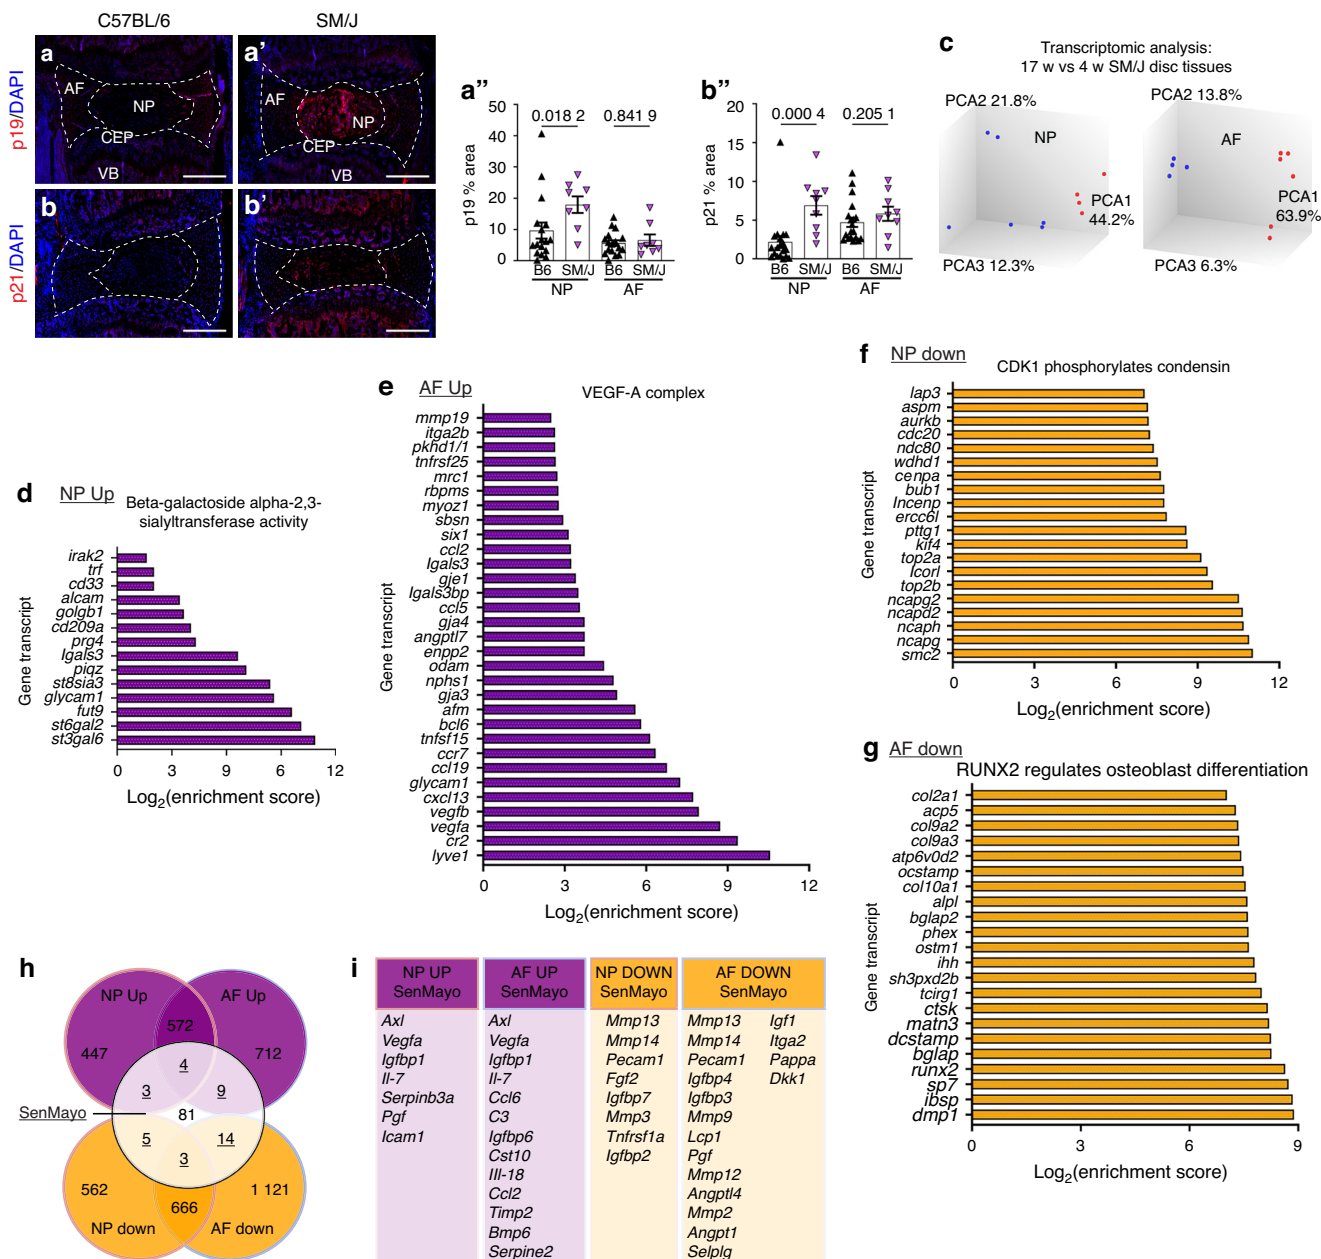 C57BL/6
SM/J
p19/DAPI
a
AF
NP
CEP
VB
a'
AF
NP
CEP
VB
p21/DAPI
b
b'
a"
p19 % area
50
40
30
20
10
0
0.018 2
0.841 9
B6 SM/J B6 SM/J
NP AF
b"
p21 % area
20
15
10
5
0
0.000 4
0.205 1
B6 SM/J B6 SM/J
NP AF
c
Transcriptomic analysis:
17 w vs 4 w SM/J disc tissues
PCA2 21.8%
NP
PCA1
44.2%
PCA3 12.3%
PCA2 13.8%
AF
PCA1
63.9%
PCA3 6.3%
d
NP Up
Beta-galactoside alpha-2,3-
sialyltransferase activity
Gene transcript
irak2
trf
cd33
alcam
golgb1
cd209a
prg4
lgals3
piqz
st8sia3
glycam1
fut9
st6gal2
st3gal6
0 3 9 6 12
Log2(enrichment score)
e
AF Up
VEGF-A complex
Gene transcript
mmp19
itga2b
pkhd1/1
tnfrsf25
mrc1
rbpms
myoz1
sbsn
six1
ccl2
lgals3
gje1
lgals3bp
ccl5
gja4
angptl7
enpp2
odam
nphs1
gja3
afm
bcl6
tnfsf15
ccr7
ccl19
glycam1
cxcl13
vegfb
vegfa
cr2
lyve1
0 3 6 9 12
Log2(enrichment score)
f
NP down
CDK1 phosphorylates condensin
Gene transcript
lap3
aspm
aurkb
cdc20
ndc80
wdhd1
cenpa
bub1
Incenp
ercc6l
pttg1
kif4
top2a
lcorl
top2b
ncapg2
ncapd2
ncaph
ncapg
smc2
0 3 6 9 12
Log2(enrichment score)
g
AF down
RUNX2 regulates osteoblast differentiation
Gene transcript
col2a1
acp5
col9a2
col9a3
atp6v0d2
ocstamp
col10a1
alpl
bglap2
phex
ostm1
ihh
sh3pxd2b
tcirg1
ctsk
matn3
dcstamp
bglap
runx2
sp7
ibsp
dmp1
0 3 6 9
Log2(enrichment score)
h
NP Up
AF Up
572
447
712
4
3
9
SenMayo
81
5
14
3
562
1 121
666
NP down
AF down
i
NP UP
SenMayo
Axl
Vegfa
Igfbp1
Il-7
Serpinb3a
Pgf
Icam1
AF UP
SenMayo
Axl
Vegfa
Igfbp1
Il-7
Ccl6
C3
Igfbp6
Cst10
Ill-18
Ccl2
Timp2
Bmp6
Serpine2
NP DOWN
SenMayo
Mmp13
Mmp14
Pecam1
Fgf2
Igfbp7
Mmp3
Tnfrsf1a
Igfbp2
AF DOWN
SenMayo
Mmp13
Mmp14
Pecam1
Igfbp4
Igfbp3
Mmp9
Lcp1
Pgf
Mmp12
Angptl4
Mmp2
Angpt1
Selplg
Igf1
Itga2
Pappa
Dkk1